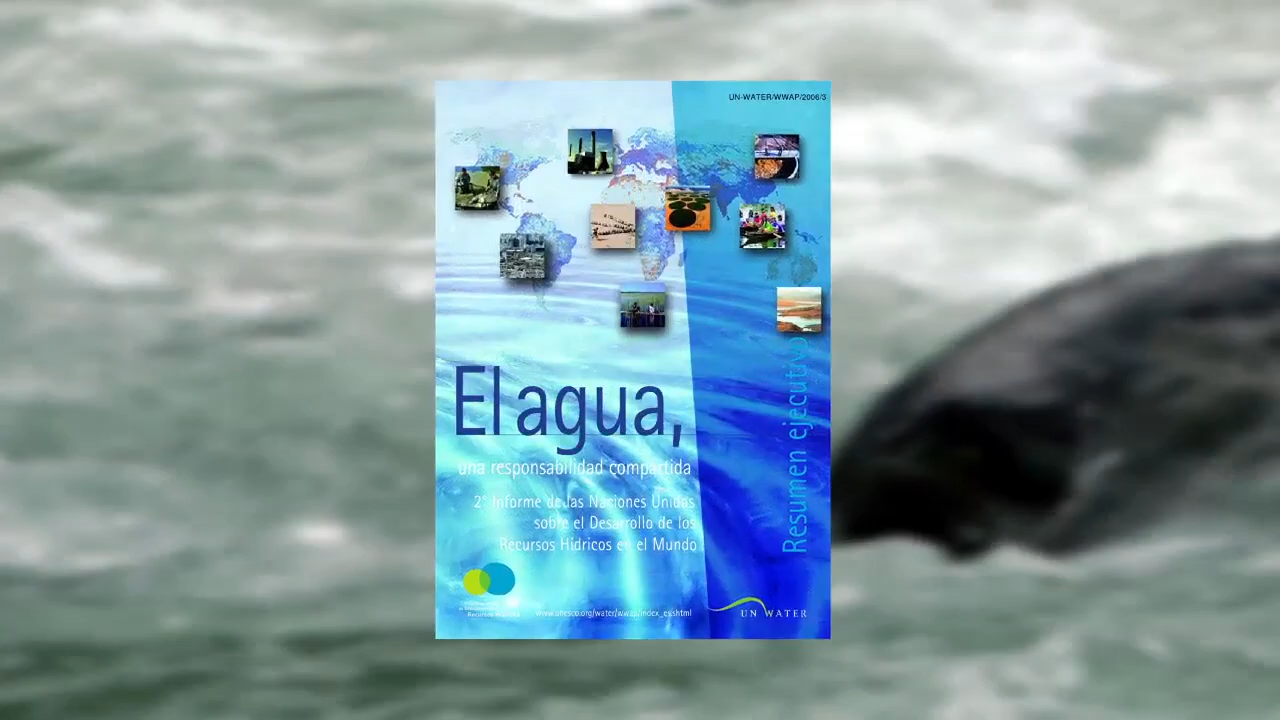 UN-WATER/WWAP/2006/3
El agua,
una responsabilidad compartida
2° Informe de las Naciones Unidas
sobre el Desarrollo de los
Recursos Hídricos en el Mundo
Resumen ejecutivo
Recursos
www.unesco.org/water/wwap/index_es.shtml
UN WATER